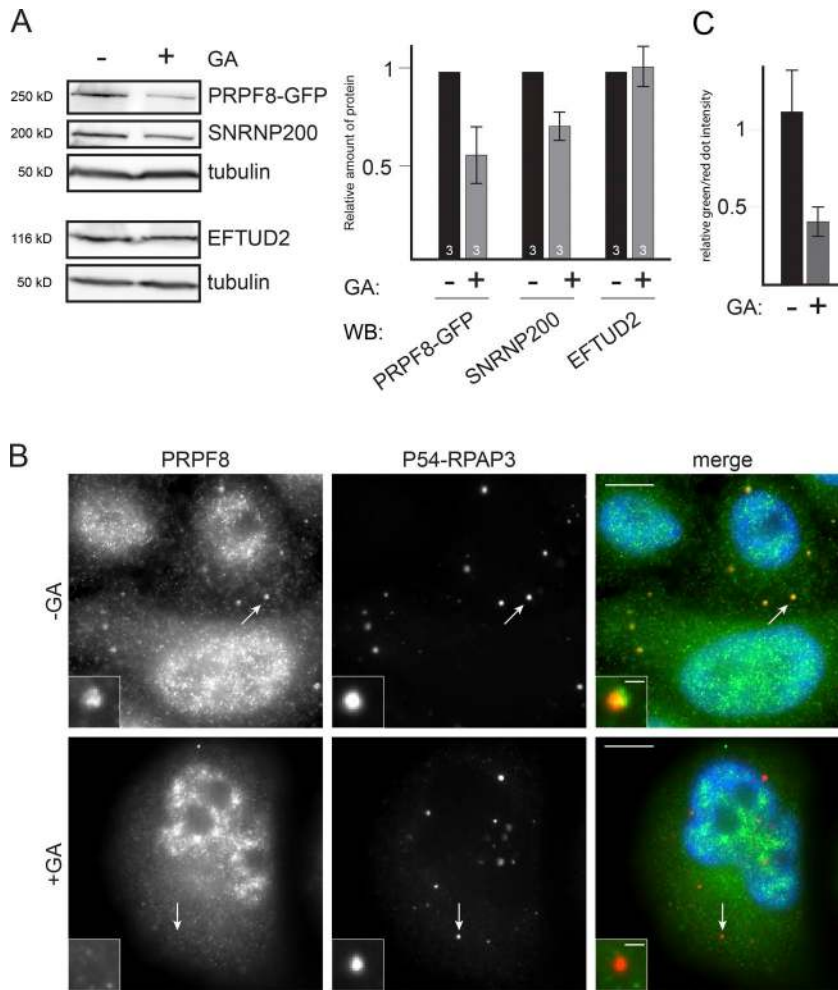 A
- + GA
250 kD PRPF8-GFP
200 kD SNRNP200
50 kD tubulin
116 kD EFTUD2
50 kD tubulin
Relative amount of protein
1
0.5
3 3 3 3 3 3
GA: - + - + - +
WB: PRPF8-GFP SNRNP200 EFTUD2
C
relative green/red dot intensity
1
0.5
GA: - +
B
PRPF8 P54-RPAP3 merge
-GA
+GA